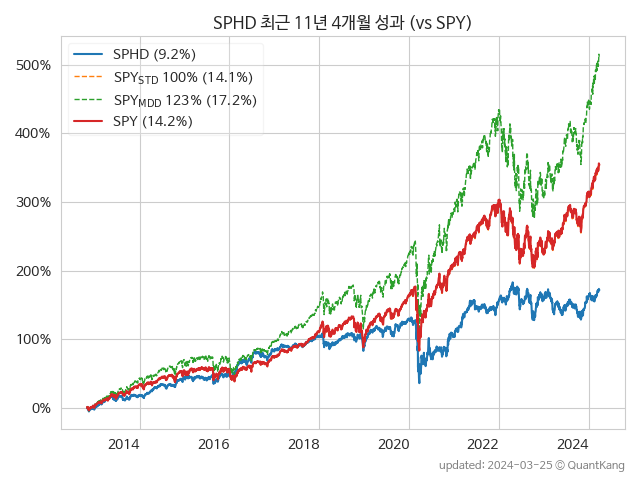 SPHD 최근 11년 4개월 성과 (vs SPY)
SPHD (9.2%)
SPY_STD 100% (14.1%)
SPY_MDD 123% (17.2%)
SPY (14.2%)
500%
400%
300%
200%
100%
0%
2014 2016 2018 2020 2022 2024
updated: 2024-03-25 © QuantKang